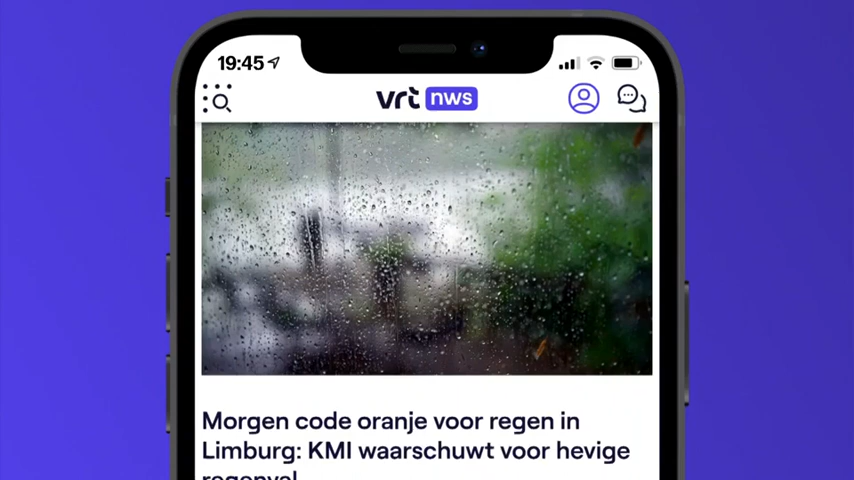 19:45
vrt nws
Morgen code oranje voor regen in
Limburg: KMI waarschuwt voor hevige